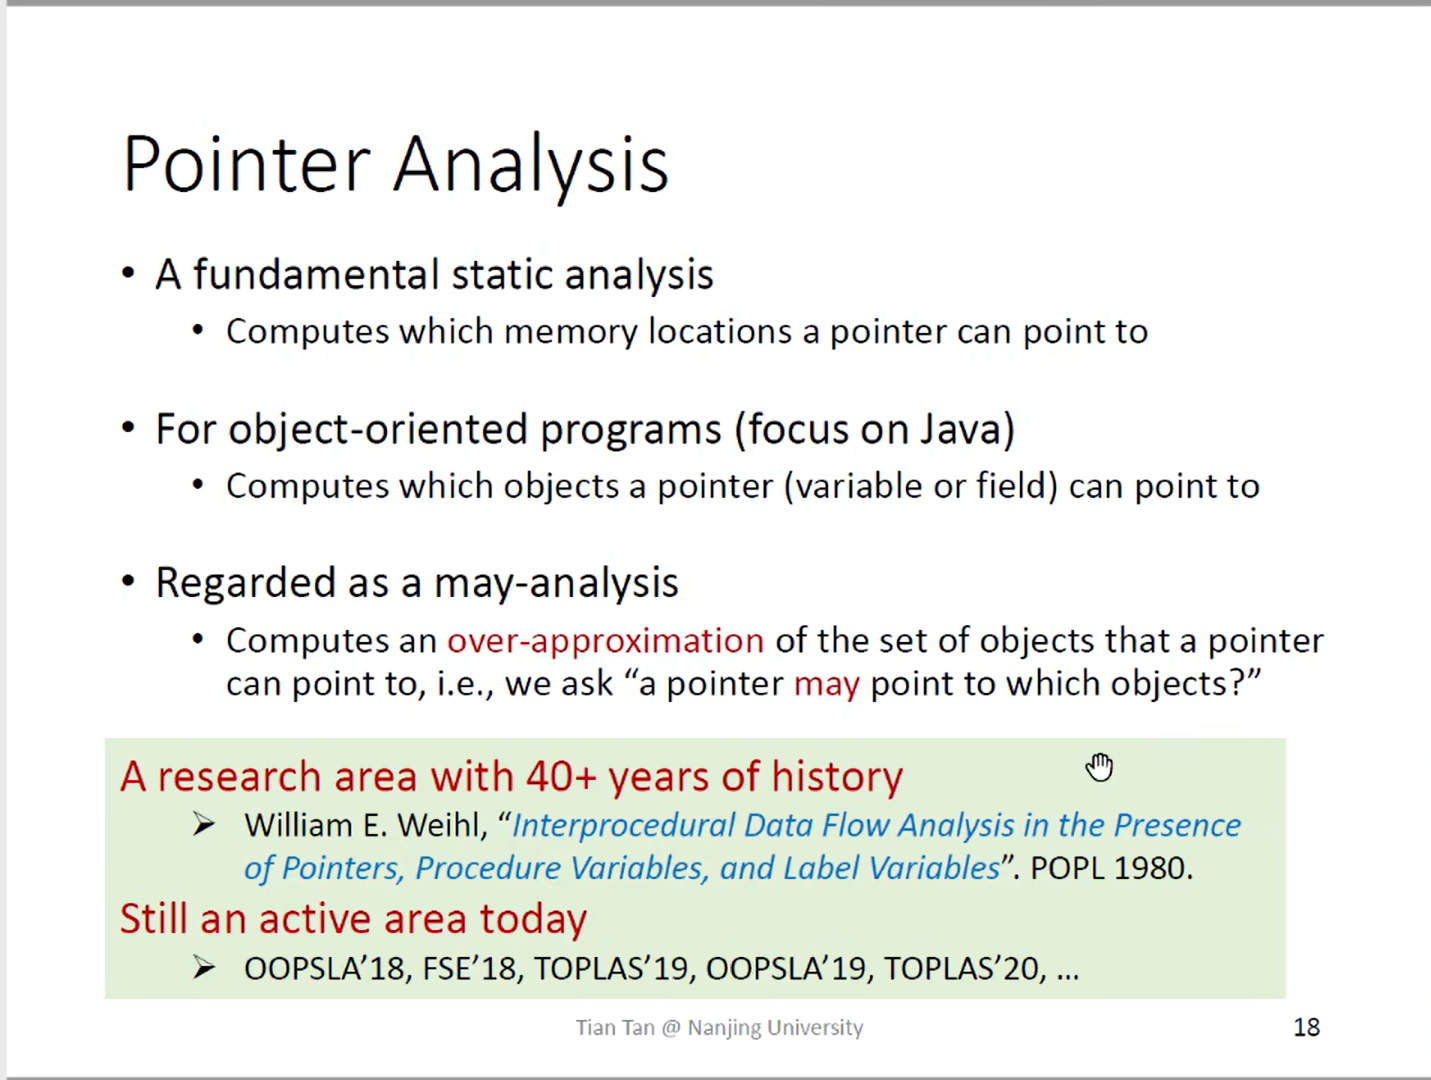 Pointer Analysis
• A fundamental static analysis
• Computes which memory locations a pointer can point to
• For object-oriented programs (focus on Java)
• Computes which objects a pointer (variable or field) can point to
• Regarded as a may-analysis
• Computes an over-approximation of the set of objects that a pointer
can point to, i.e., we ask “a pointer may point to which objects?”
A research area with 40+ years of history
➢ William E. Weihl, “Interprocedural Data Flow Analysis in the Presence
of Pointers, Procedure Variables, and Label Variables”. POPL 1980.
Still an active area today
➢ OOPSLA’18, FSE’18, TOPLAS’19, OOPSLA’19, TOPLAS’20, …
Tian Tan @ Nanjing University
18